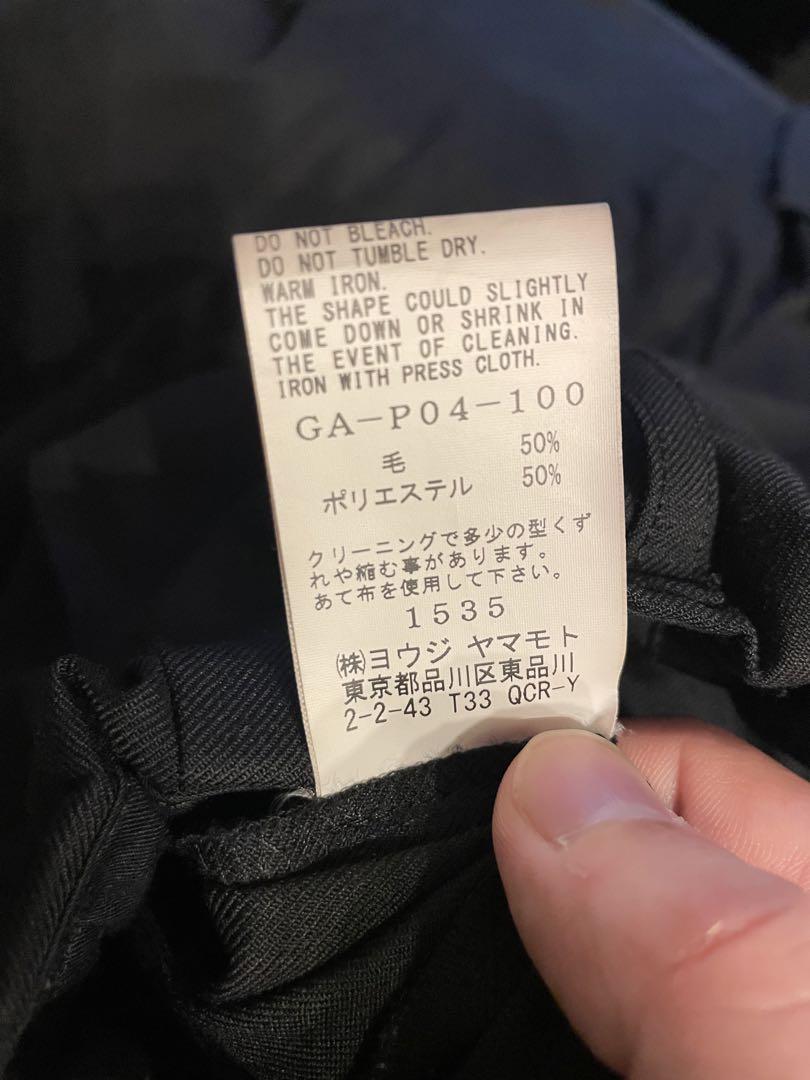 DO NOT BLEACH.
DO NOT TUMBLE DRY.
WARM IRON.
THE SHAPE COULD SLIGHTLY
COME DOWN OR SHRINK IN
THE EVENT OF CLEANING.
IRON WITH PRESS CLOTH.
GA-P04-100
毛 50%
ポリエステル 50%
クリーニングで多少の型くず
れや縮む事があります。
あて布を使用して下さい。
1535
㈱ヨウジ ヤマモト
東京都品川区東品川
2-2-43 T33 QCR-Y